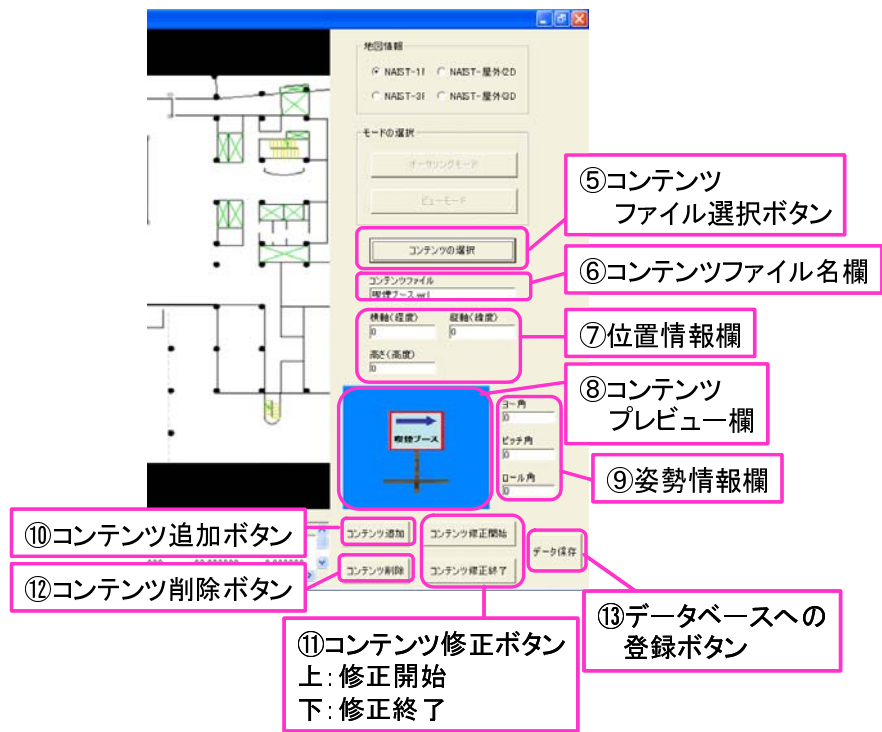 地図情報
NAIST-1F NAIST-屋外2D
NAIST-3F NAIST-屋外3D
モードの選択
オーサリングモード
ビューモード
⑤コンテンツ
ファイル選択ボタン
コンテンツの選択
コンテンツファイル
喫煙ブース.wrl
⑥コンテンツファイル名欄
横軸(経度) 縦軸(緯度)
0 0
高さ(高度)
0
⑦位置情報欄
⑧コンテンツ
プレビュー欄
喫煙ブース
ヨー角
0
ピッチ角
0
ロール角
0
⑨姿勢情報欄
⑩コンテンツ追加ボタン
コンテンツ追加 コンテンツ修正開始
データ保存
コンテンツ削除 コンテンツ修正終了
⑫コンテンツ削除ボタン
⑪コンテンツ修正ボタン
上:修正開始
下:修正終了
⑬データベースへの
登録ボタン